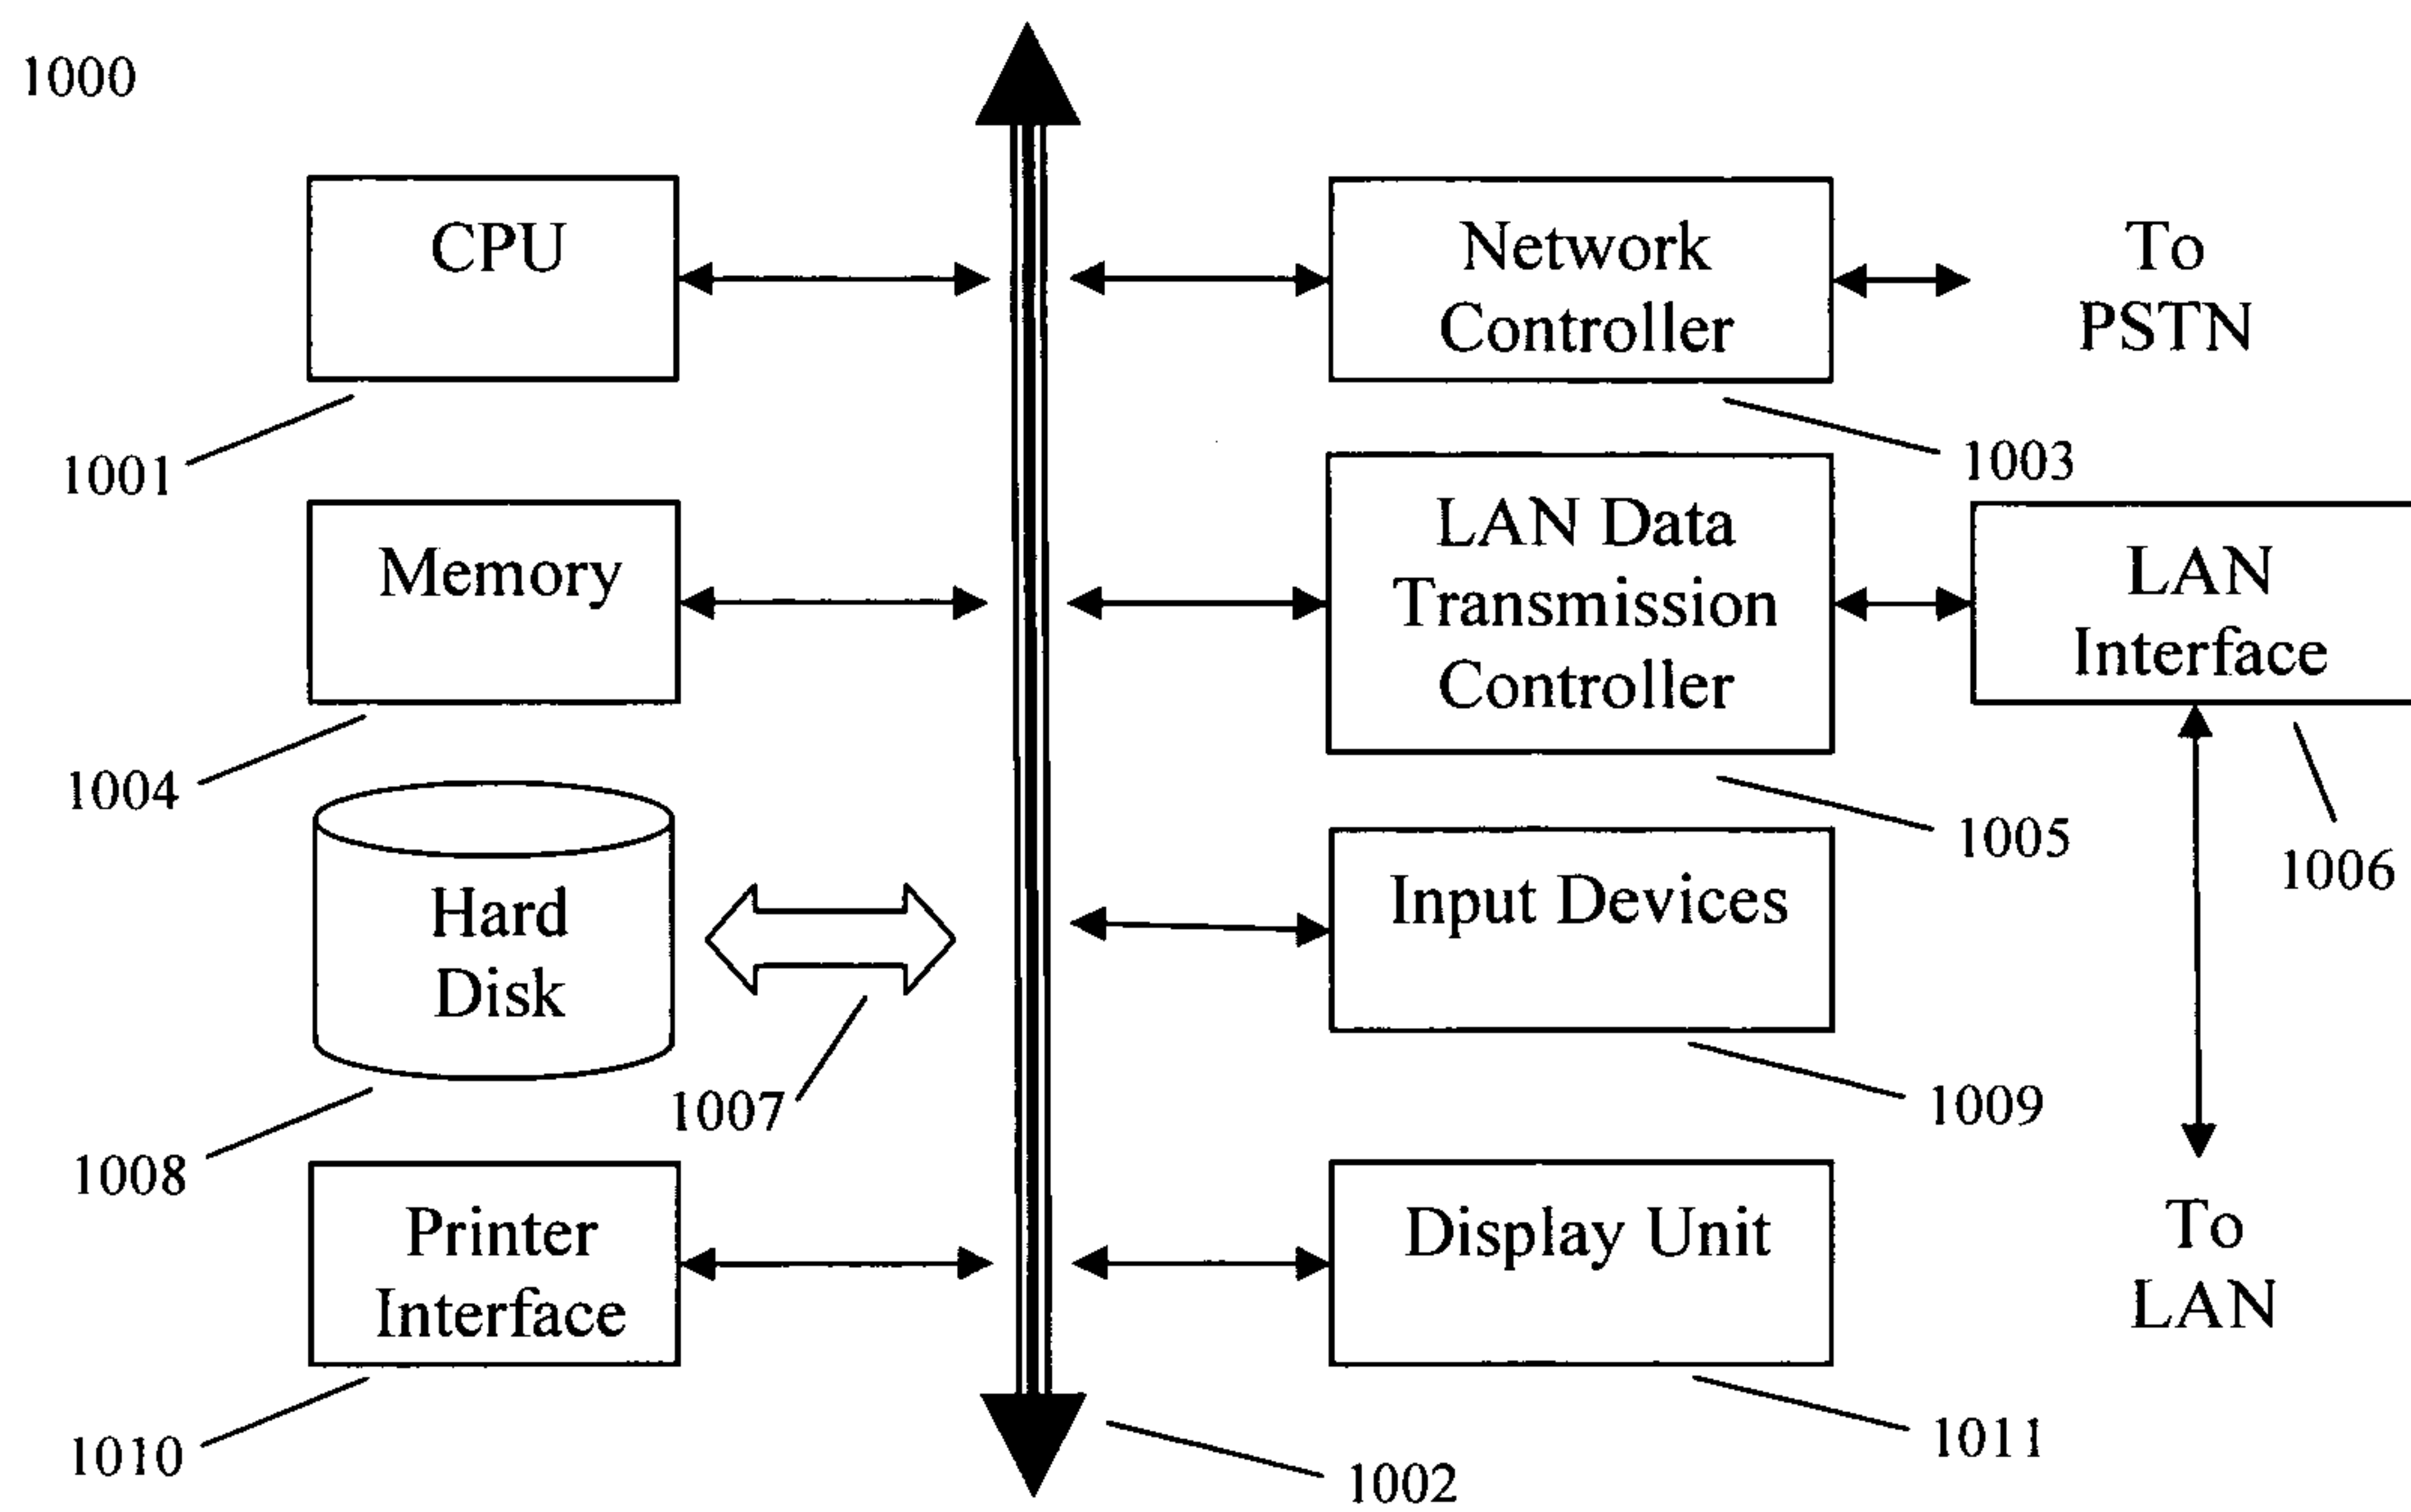 1000
CPU
1001
Network
Controller
1003
To
PSTN
Memory
1004
LAN Data
Transmission
Controller
1005
LAN
Interface
1006
Hard
Disk
1008
1007
Input Devices
1009
Printer
Interface
1010
Display Unit
1011
To
LAN
1002